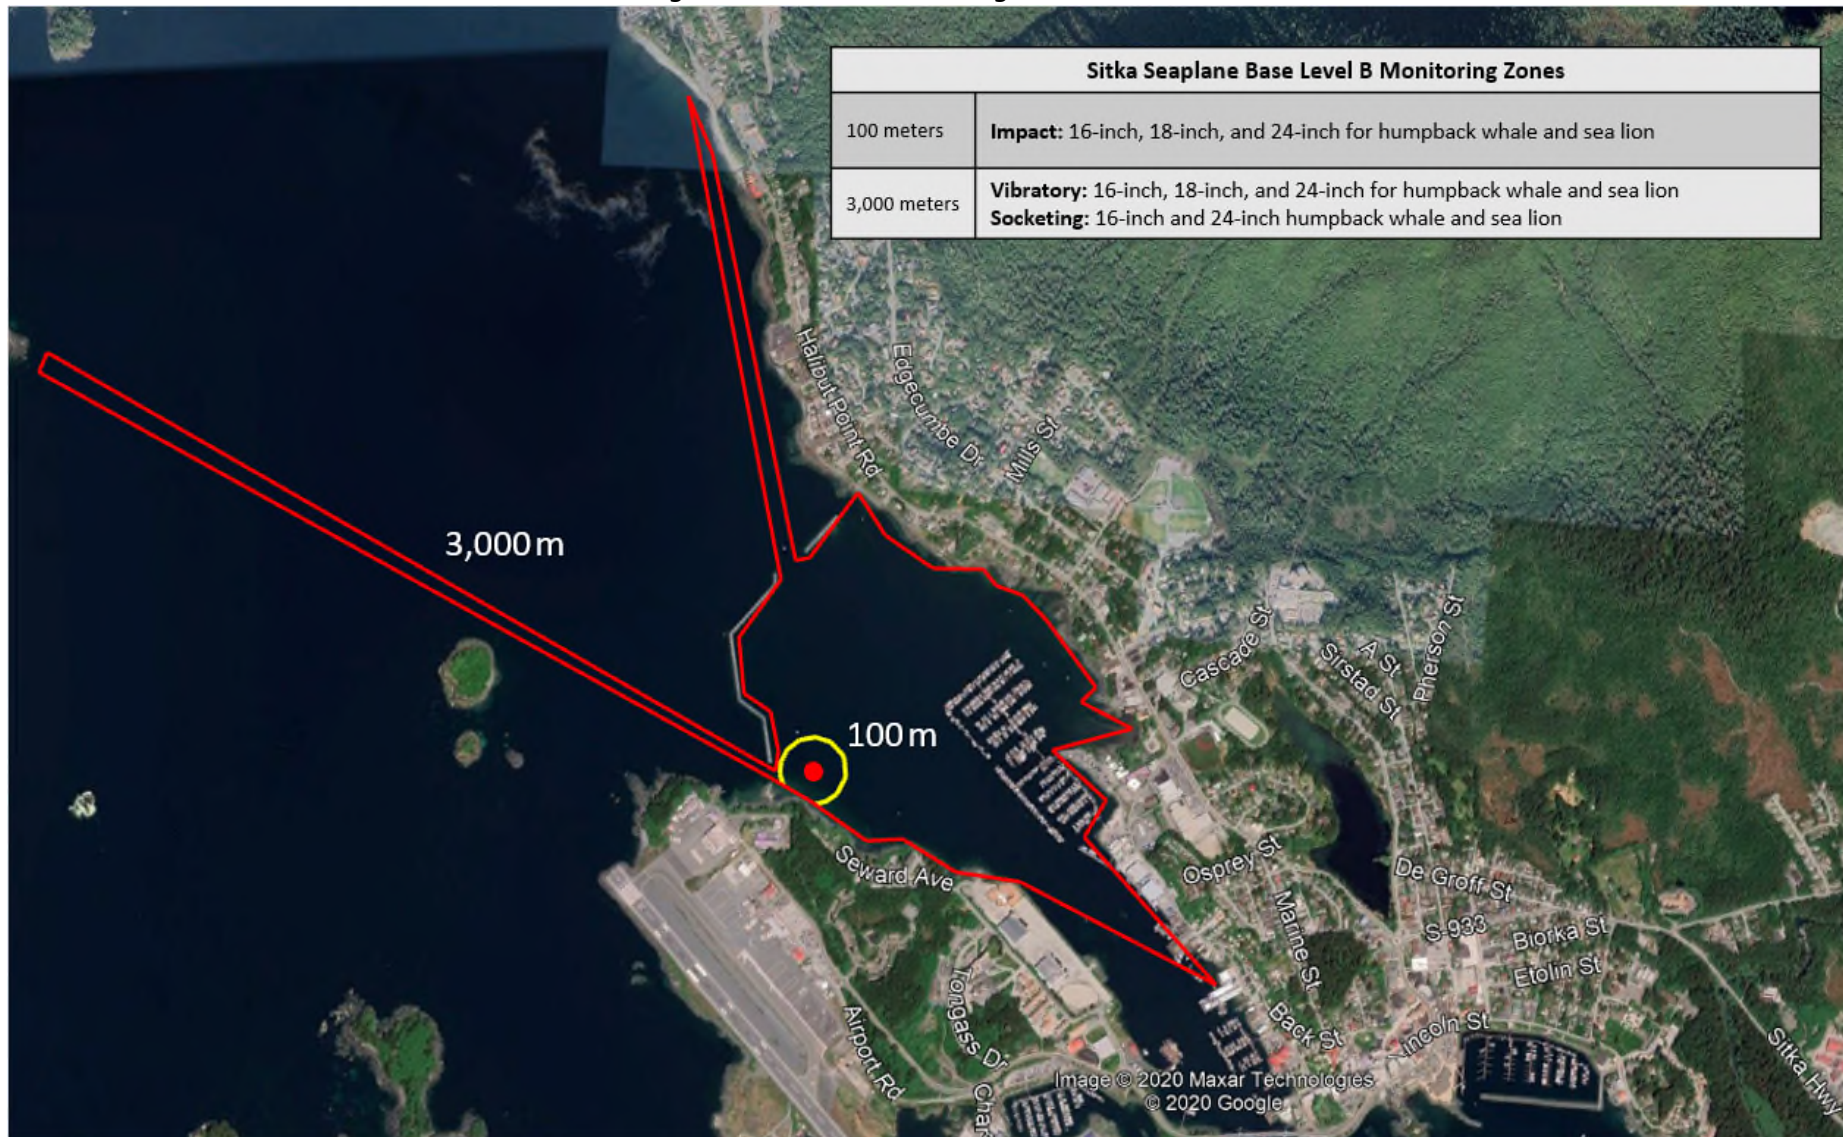 Sitka Seaplane Base Level B Monitoring Zones
100 meters
Impact: 16-inch, 18-inch, and 24-inch for humpback whale and sea lion
3,000 meters
Vibratory: 16-inch, 18-inch, and 24-inch for humpback whale and sea lion
Socketing: 16-inch and 24-inch humpback whale and sea lion
Halibut Point Rd
Edgecumbe Dr
Mills St
3,000 m
100 m
Cascade St
A St
Sirstad St
Pherson St
Seward Ave
Osprey St
De Groff St
Marine St
S-933
Biorka St
Etolin St
Tongass Dr
Airport Rd
Back St
Lincoln St
Sitka Hwy
Char
Image © 2020 Maxar Technologies
© 2020 Google